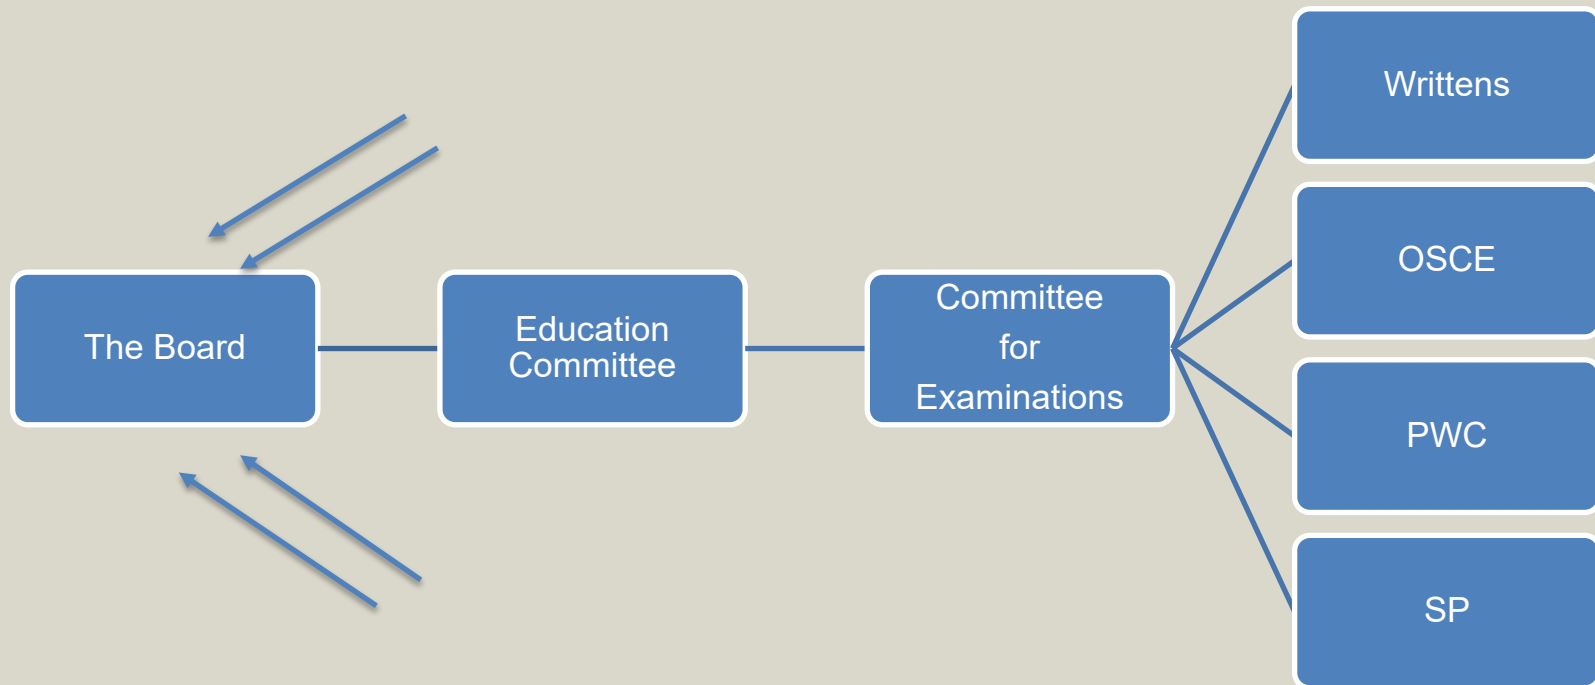 The Board
Education
Committee
Committee
for
Examinations
Writtens
OSCE
PWC
SP